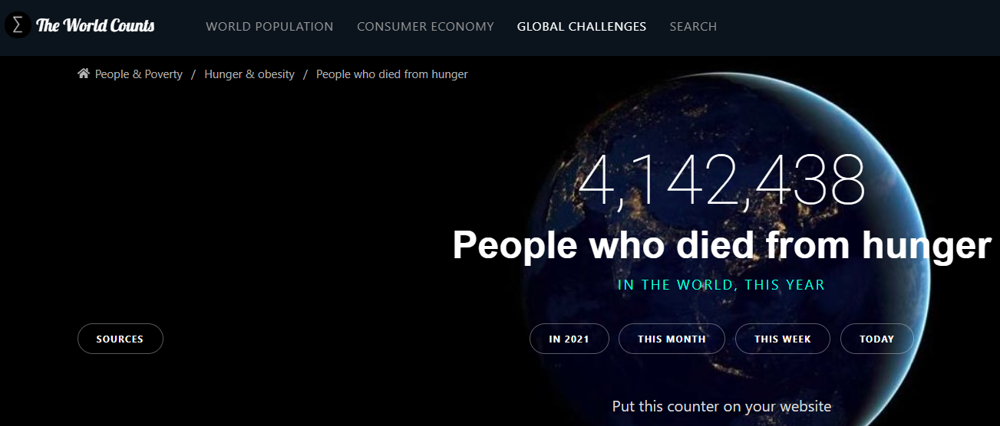 Σ The World Counts WORLD POPULATION CONSUMER ECONOMY GLOBAL CHALLENGES SEARCH
People & Poverty / Hunger & obesity / People who died from hunger
4,142,438
People who died from hunger
IN THE WORLD, THIS YEAR
SOURCES IN 2021 THIS MONTH THIS WEEK TODAY
Put this counter on your website